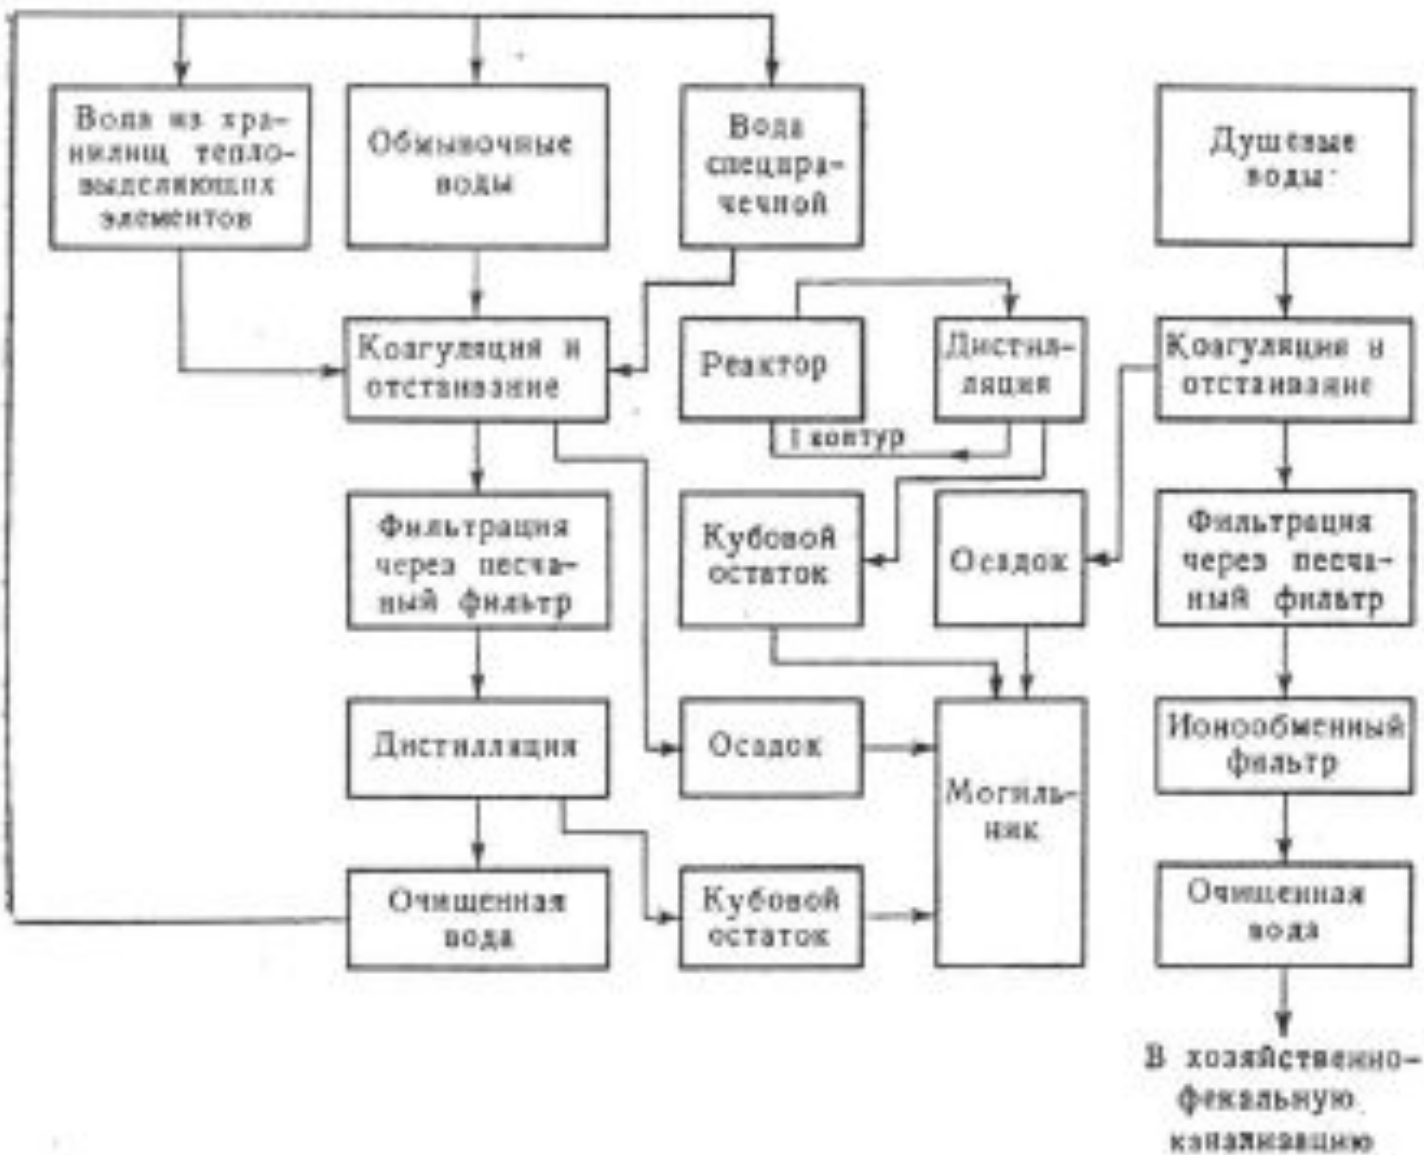 Вода из хра-
нилищ тепло-
выделяющих
элементов
Обмывочные
воды
Вода
спецпра-
чечной
Душевые
воды
Коагуляция и
отстаивание
Реактор
Дистил-
ляция
Коагуляция и
отстаивание
I контур
Фильтрация
через песча-
ный фильтр
Кубовой
остаток
Осадок
Фильтрация
через песча-
ный фильтр
Дистилляция
Осадок
Могиль-
ник
Ионообменный
фильтр
Очищенная
вода
Кубовой
остаток
Очищенная
вода
В хозяйственно-
фекальную
канализацию